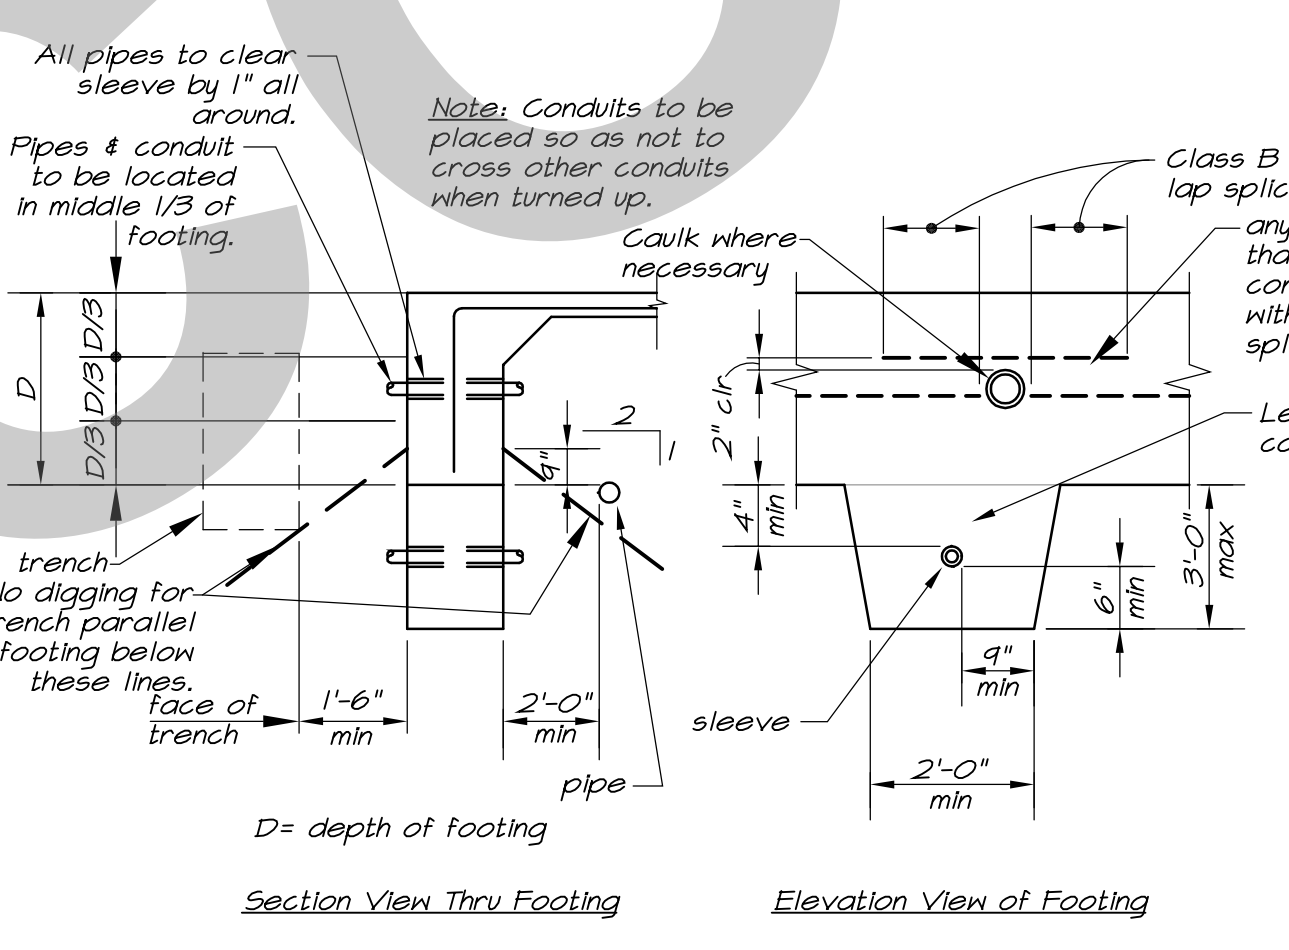 All pipes to clear
sleeve by 1" all
around.
Pipes & conduit
to be located
in middle 1/3 of
footing.
Note: Conduits to be
placed so as not to
cross other conduits
when turned up.
Caulk where
necessary
Class B
lap
any
D
D/3
D/3
D/3
2" clr
2
1
9"
4"
min
3'-0"
max
6"
min
9"
min
trench
digging for
parallel
footing below
these lines.
face of
trench
1'-6"
min
2'-0"
min
sleeve
pipe
2'-0"
min
D= depth of footing
Section View Thru Footing
Elevation View of Footing